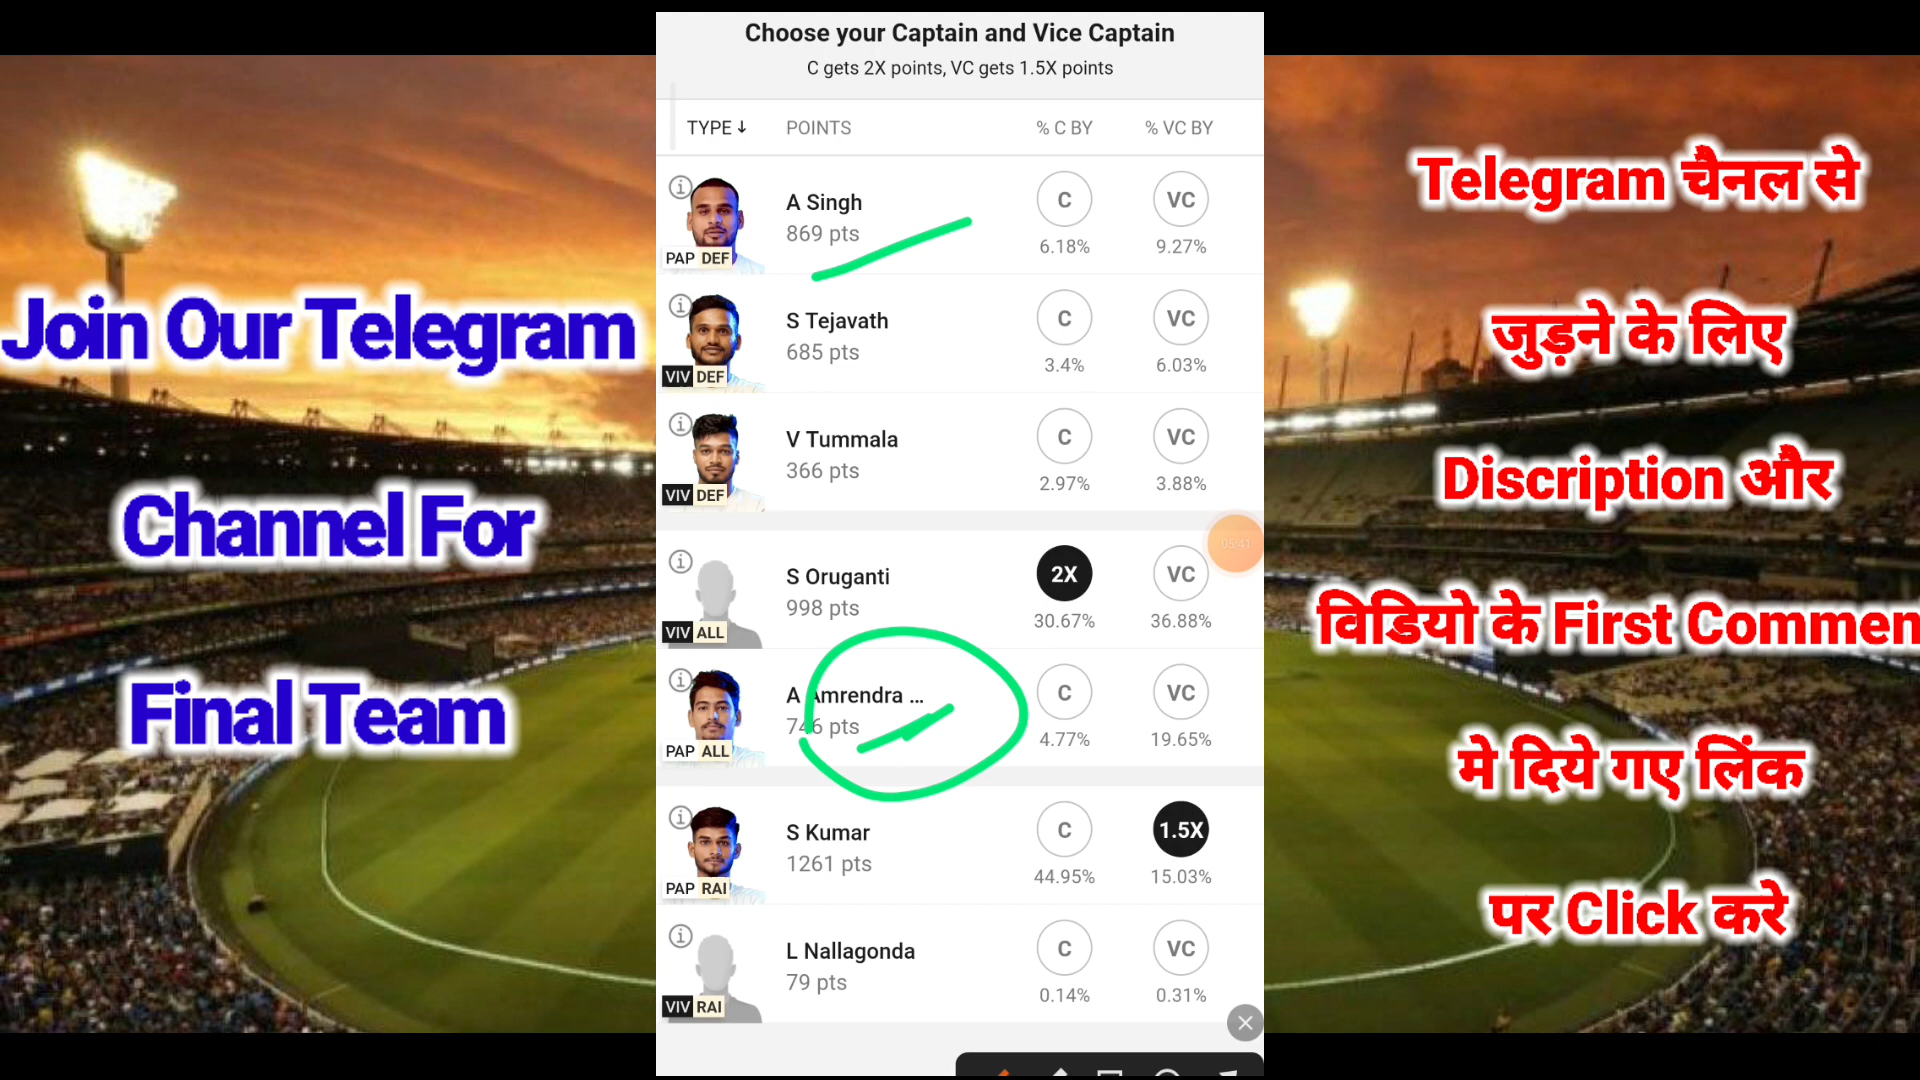 Choose your Captain and Vice Captain
C gets 2X points, VC gets 1.5X points
TYPE↓ POINTS % C BY % VC BY
A Singh
869 pts
PAP DEF
C VC
6.18% 9.27%
S Tejavath
685 pts
VIV DEF
C VC
3.4% 6.03%
V Tummala
366 pts
VIV DEF
C VC
2.97% 3.88%
S Oruganti
998 pts
VIV ALL
2X VC
30.67% 36.88%
05:41
A Amrendra ...
746 pts
PAP ALL
C VC
4.77% 19.65%
S Kumar
1261 pts
PAP RAI
C 1.5X
44.95% 15.03%
L Nallagonda
79 pts
VIV RAI
C VC
0.14% 0.31%
Join Our Telegram
Channel For
Final Team
Telegram चैनल से
जुड़ने के लिए
Discription और
विडियो के First Commen
मे दिये गए लिंक
पर Click करे